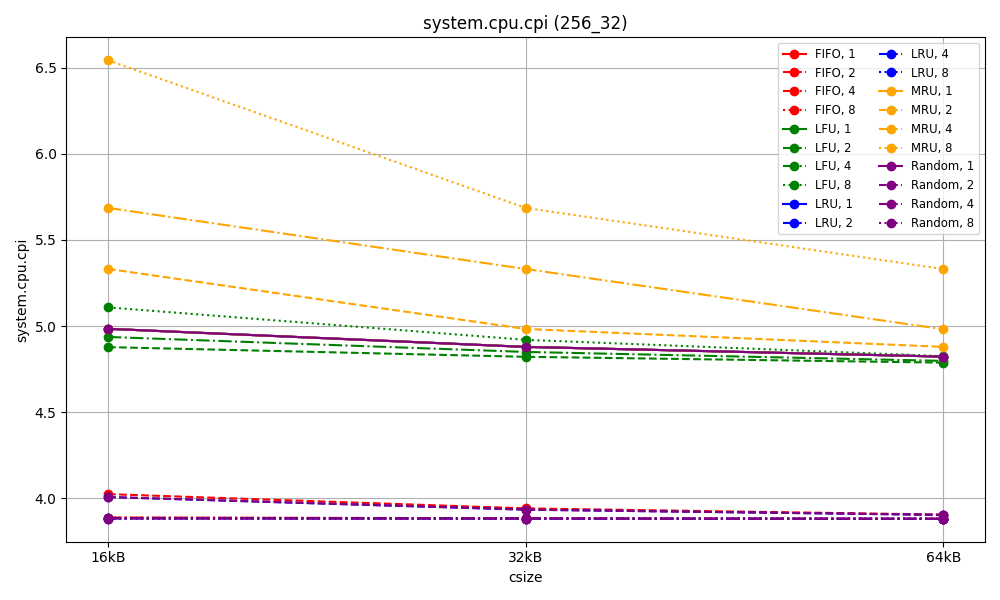 system.cpu.cpi (256_32)
system.cpu.cpi
6.5
6.0
5.5
5.0
4.5
4.0
16kB
32kB
64kB
csize
FIFO, 1
FIFO, 2
FIFO, 4
FIFO, 8
LFU, 1
LFU, 2
LFU, 4
LFU, 8
LRU, 1
LRU, 2
LRU, 4
LRU, 8
MRU, 1
MRU, 2
MRU, 4
MRU, 8
Random, 1
Random, 2
Random, 4
Random, 8